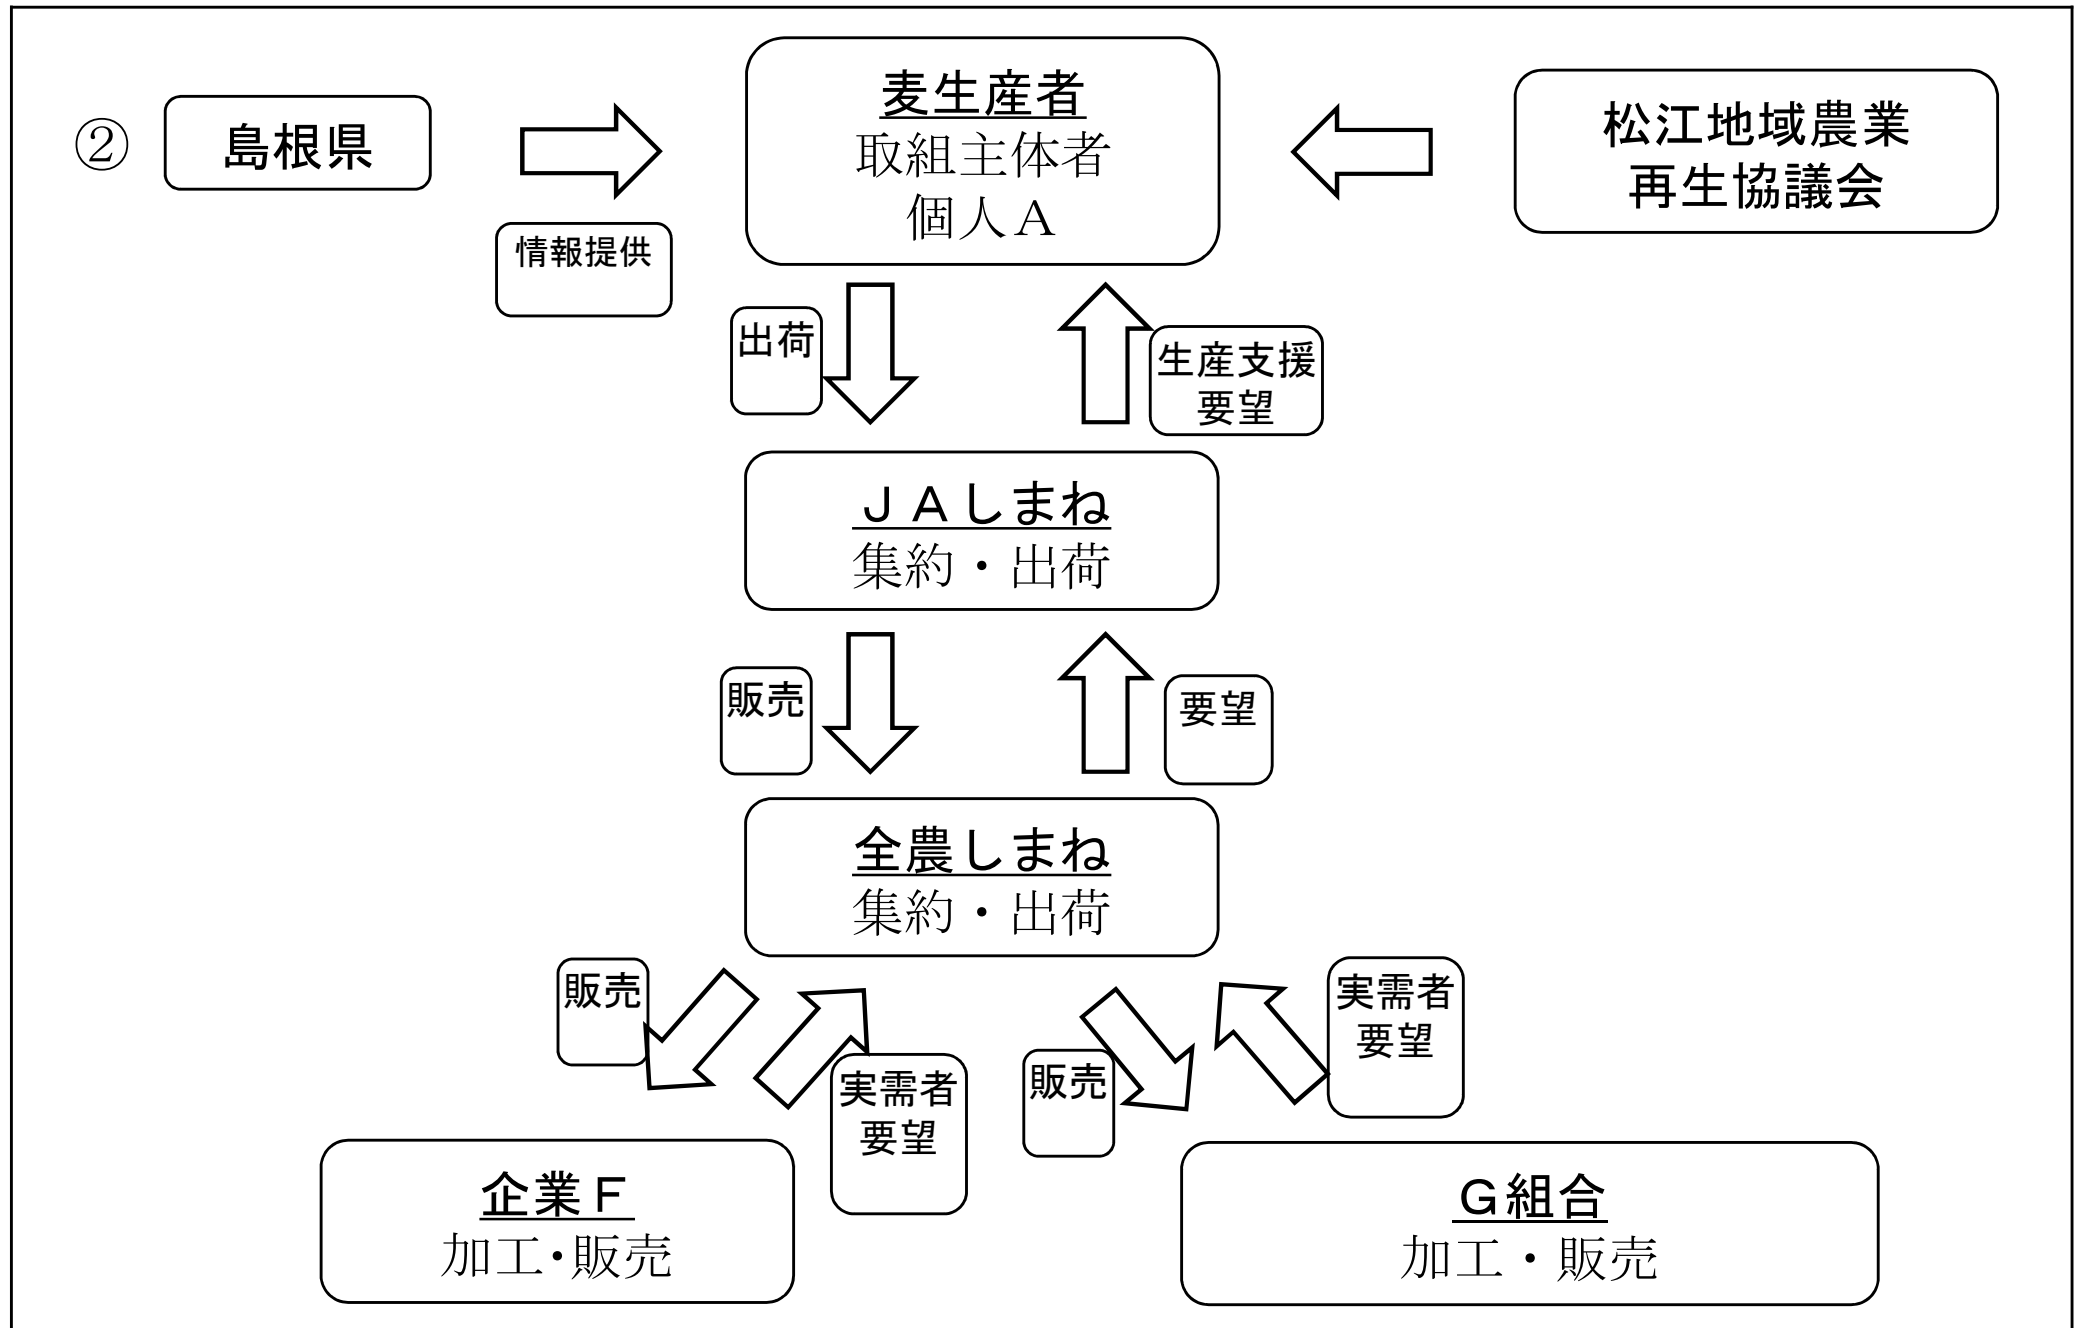 ②
島根県
麦生産者
取組主体者
個人Ａ
松江地域農業
再生協議会
情報提供
出荷
生産支援
要望
ＪＡしまね
集約・出荷
販売
要望
全農しまね
集約・出荷
販売
実需者
要望
販売
実需者
要望
企業Ｆ
加工・販売
Ｇ組合
加工・販売